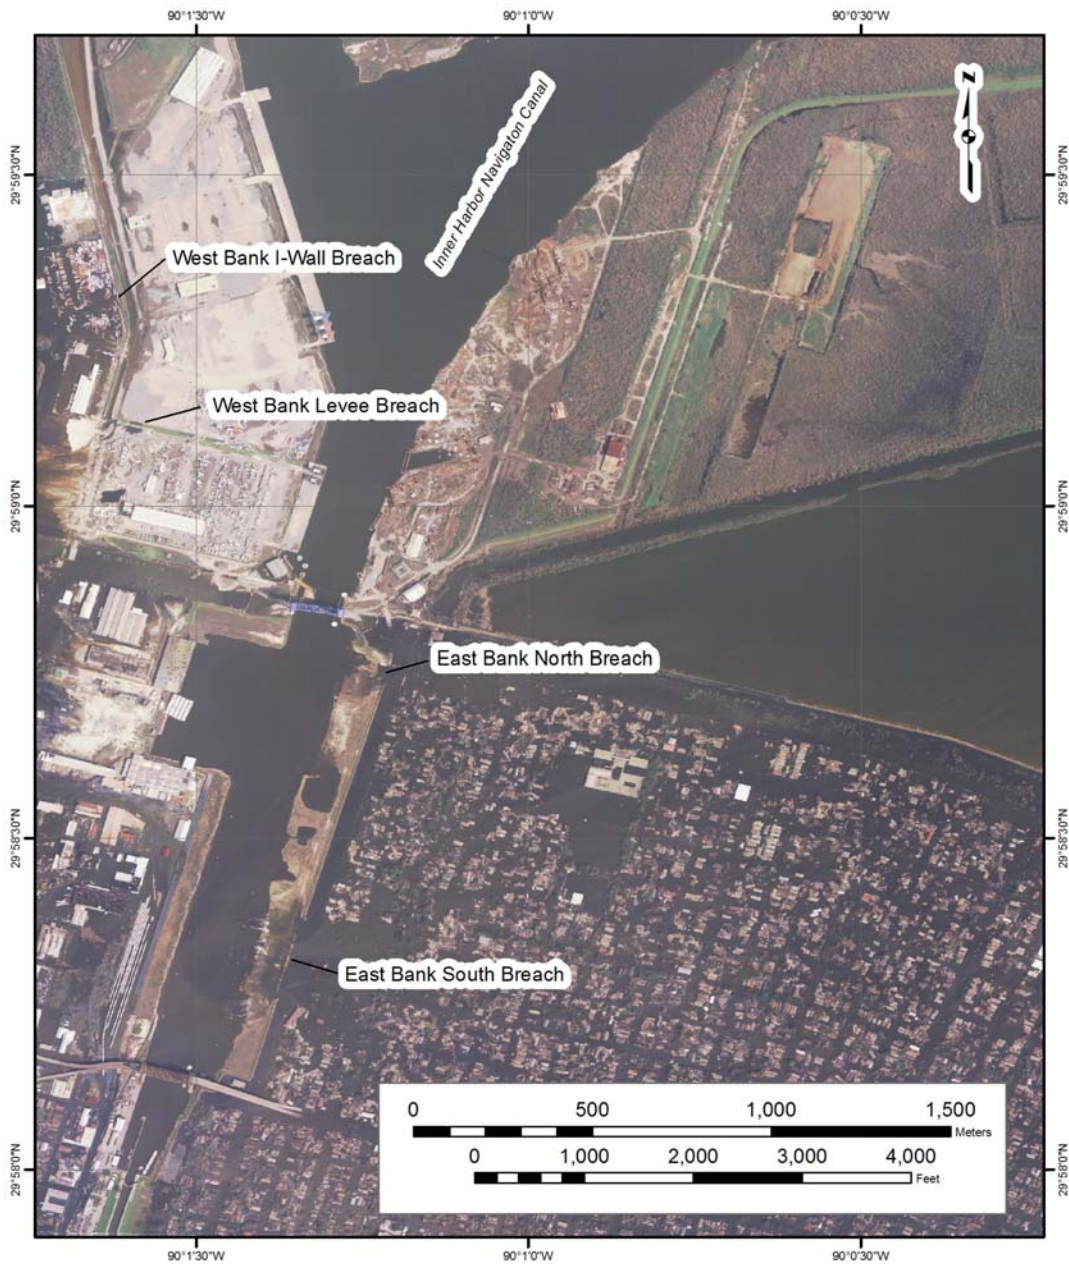 90°1'30"W
90°1'0"W
90°0'30"W
N
Inner Harbor Navigaton Canal
29°59'30"N
29°59'30"N
West Bank I-Wall Breach
West Bank Levee Breach
29°59'0"N
29°59'0"N
East Bank North Breach
29°58'30"N
29°58'30"N
East Bank South Breach
0 500 1,000 1,500
Meters
0 1,000 2,000 3,000 4,000
Feet
29°58'0"N
29°58'0"N
90°1'30"W
90°1'0"W
90°0'30"W